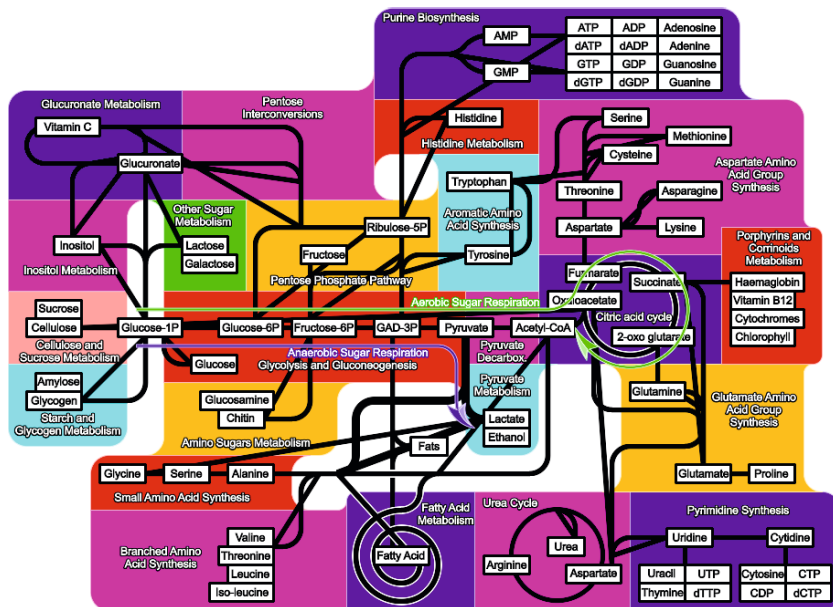 Purine Biosynthesis
AMP
GMP
ATP ADP Adenosine
dATP dADP Adenine
GTP GDP Guanosine
dGTP dGDP Guanine
Glucuronate Metabolism
Vitamin C
Glucuronate
Pentose
Interconversions
Histidine
Histidine Metabolism
Serine
Methionine
Cysteine
Aspartate Amino
Acid Group
Synthesis
Threonine
Asparagine
Aspartate
Lysine
Tryptophan
Aromatic Amino
Acid Synthesis
Tyrosine
Other Sugar
Metabolism
Lactose
Galactose
Inositol
Inositol Metabolism
Ribulose-5P
Fructose
Pentose Phosphate Pathway
Porphyrins and
Corrinoids
Metabolism
Haemaglobin
Vitamin B12
Cytochromes
Chlorophyll
Fumarate
Succinate
Oxaloacetate
Citric acid cycle
2-oxo glutarate
Aerobic Sugar Respiration
Sucrose
Cellulose
Cellulose and
Sucrose Metabolism
Glucose-1P
Glucose-6P
Fructose-6P
GAD-3P
Pyruvate
Acetyl-CoA
Pyruvate
Decarbox.
Anaerobic Sugar Respiration
Glycolysis and Gluconeogenesis
Glucose
Amylose
Glycogen
Starch and
Glycogen Metabolism
Glucosamine
Chitin
Amino Sugars Metabolism
Pyruvate
Metabolism
Lactate
Ethanol
Glutamine
Glutamate Amino
Acid Group
Synthesis
Glutamate
Proline
Fats
Glycine
Serine
Alanine
Small Amino Acid Synthesis
Branched Amino
Acid Synthesis
Valine
Threonine
Leucine
Iso-leucine
Fatty Acid
Metabolism
Fatty Acid
Urea Cycle
Arginine
Urea
Aspartate
Pyrimidine Synthesis
Uridine
Cytidine
Uracil UTP
Thymine dTTP
Cytosine CTP
CDP dCTP